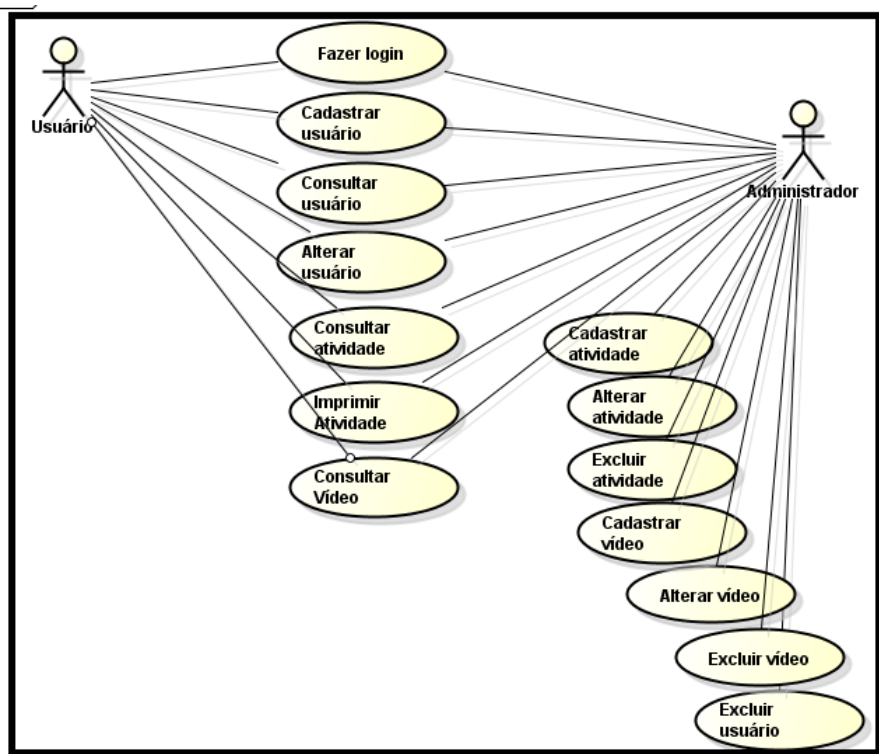 Usuário
Administrador
Fazer login
Cadastrar
usuário
Consultar
usuário
Alterar
usuário
Consultar
atividade
Imprimir
Atividade
Consultar
Vídeo
Cadastrar
atividade
Alterar
atividade
Excluir
atividade
Cadastrar
vídeo
Alterar vídeo
Excluir vídeo
Excluir
usuário